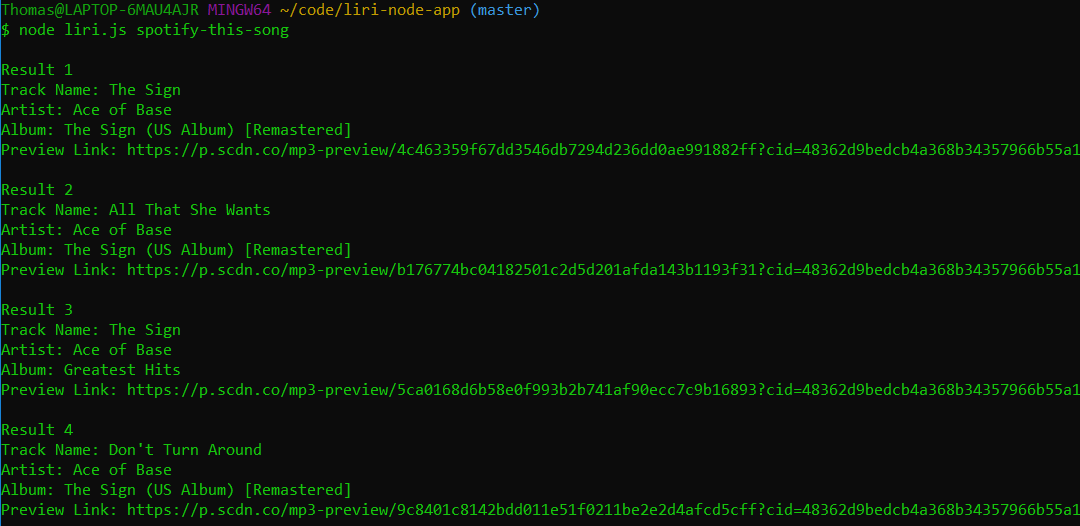 Thomas@LAPTOP-6MAU4AJR MINGW64 ~/code/liri-node-app (master)
$ node liri.js spotify-this-song
Result 1
Track Name: The Sign
Artist: Ace of Base
Album: The Sign (US Album) [Remastered]
Preview Link: https://p.scdn.co/mp3-preview/4c463359f67dd3546db7294d236dd0ae991882ff?cid=48362d9bedcb4a368b34357966b55a1
Result 2
Track Name: All That She Wants
Artist: Ace of Base
Album: The Sign (US Album) [Remastered]
Preview Link: https://p.scdn.co/mp3-preview/b176774bc04182501c2d5d201afda143b1193f31?cid=48362d9bedcb4a368b34357966b55a1
Result 3
Track Name: The Sign
Artist: Ace of Base
Album: Greatest Hits
Preview Link: https://p.scdn.co/mp3-preview/5ca0168d6b58e0f993b2b741af90ecc7c9b16893?cid=48362d9bedcb4a368b34357966b55a1
Result 4
Track Name: Don't Turn Around
Artist: Ace of Base
Album: The Sign (US Album) [Remastered]
Preview Link: https://p.scdn.co/mp3-preview/9c8401c8142bdd011e51f0211be2e2d4afcd5cff?cid=48362d9bedcb4a368b34357966b55a1